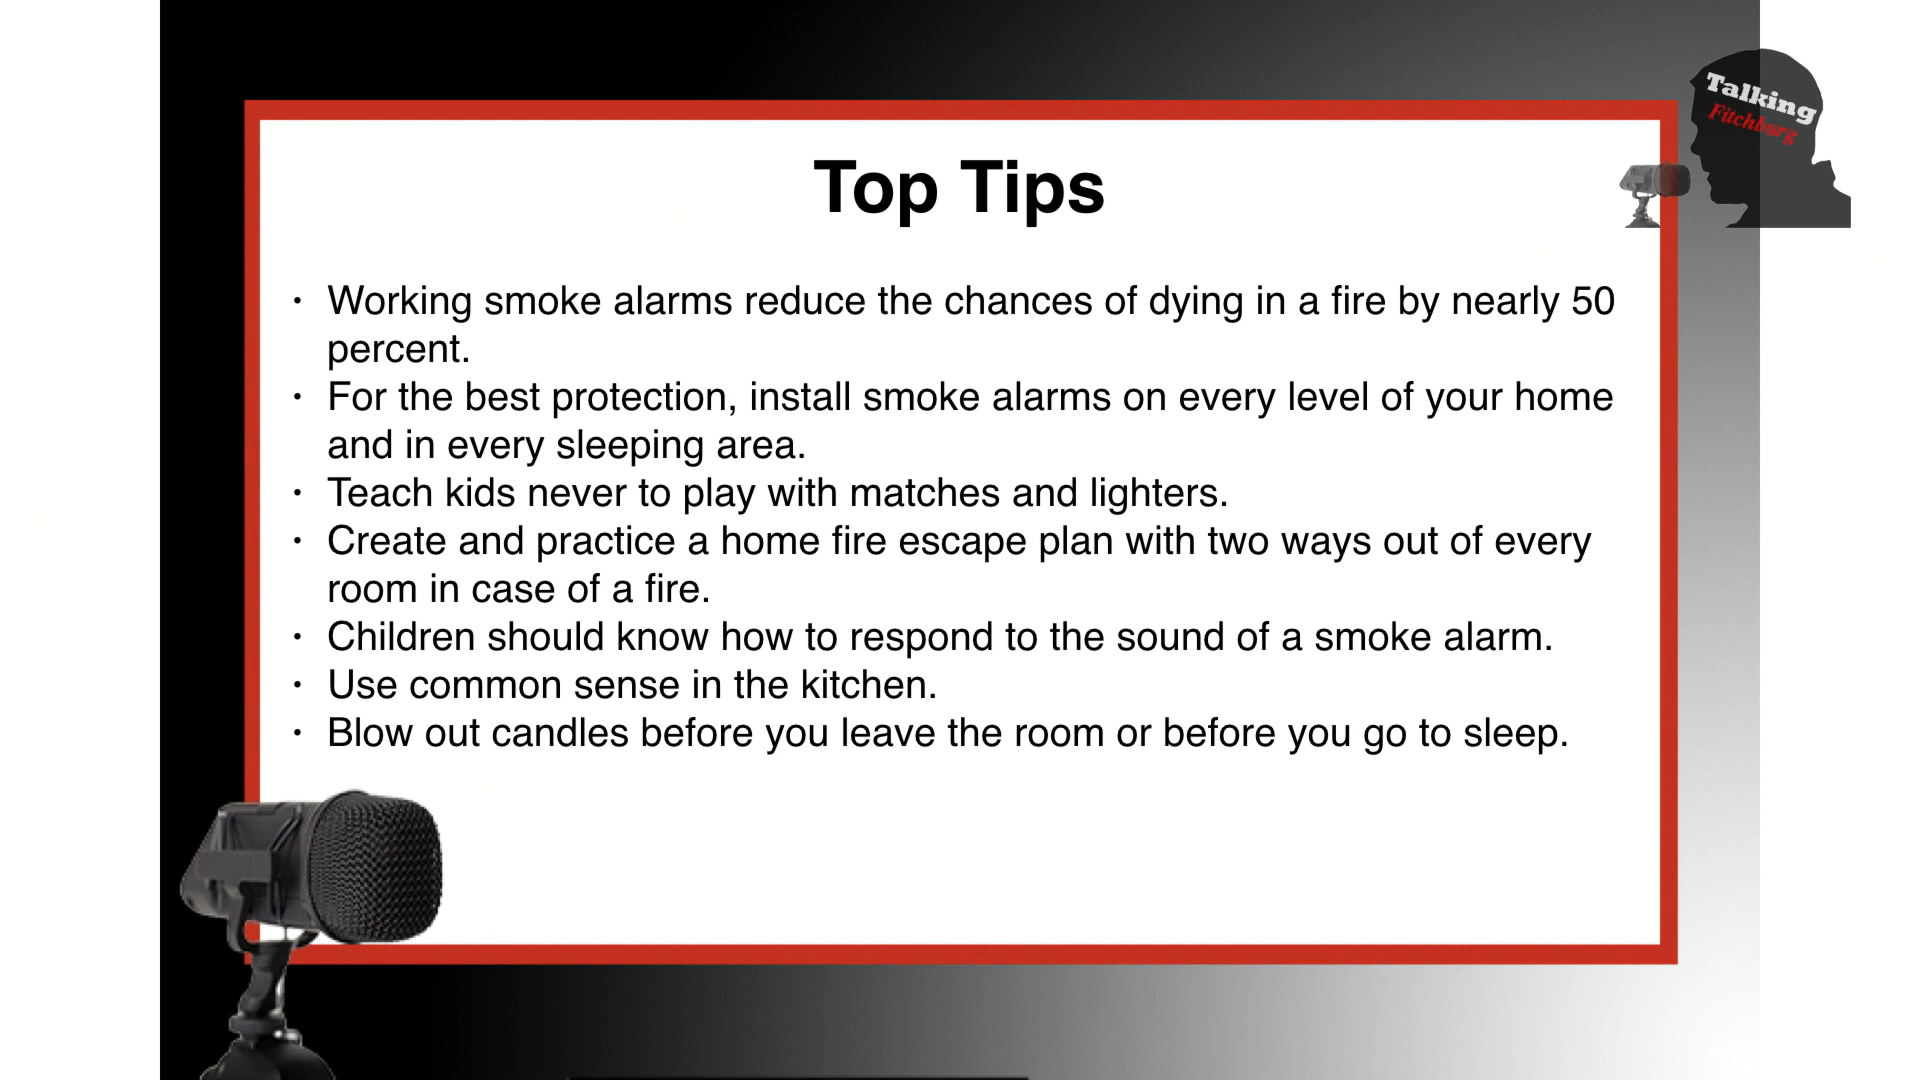 Talking
Fitchburg
Top Tips
· Working smoke alarms reduce the chances of dying in a fire by nearly 50
percent.
· For the best protection, install smoke alarms on every level of your home
and in every sleeping area.
· Teach kids never to play with matches and lighters.
· Create and practice a home fire escape plan with two ways out of every
room in case of a fire.
· Children should know how to respond to the sound of a smoke alarm.
· Use common sense in the kitchen.
· Blow out candles before you leave the room or before you go to sleep.